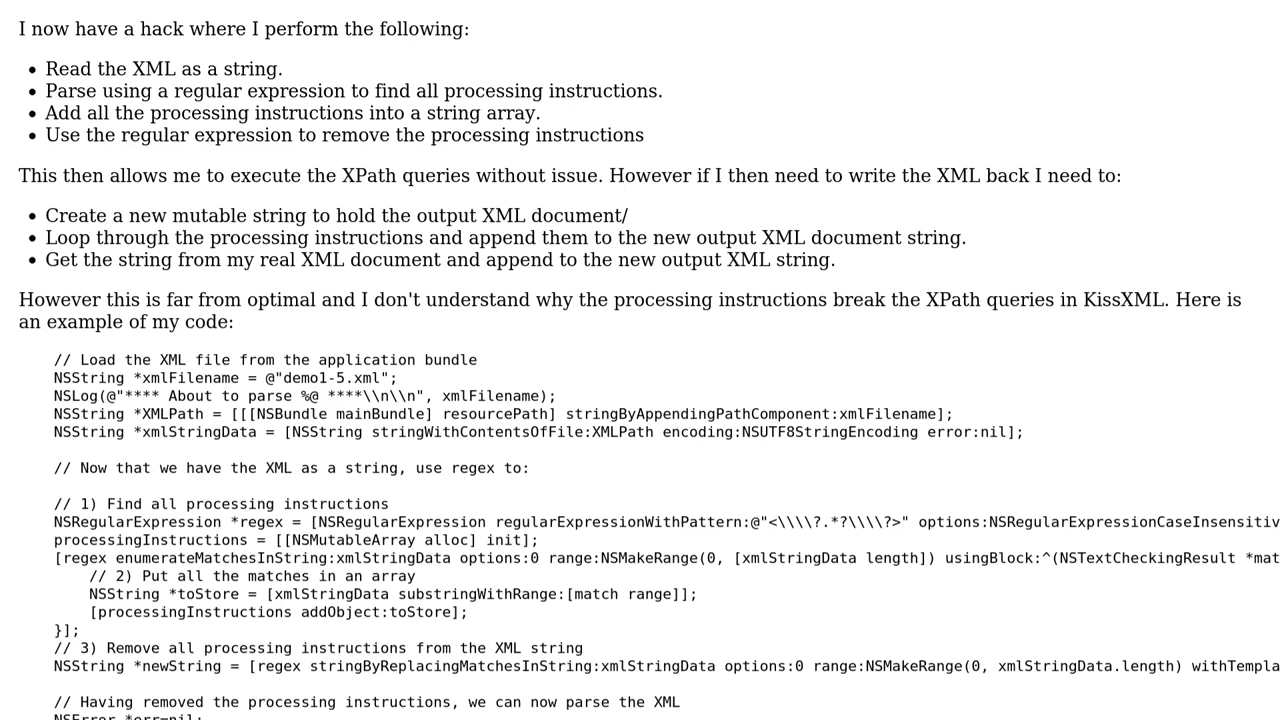 I now have a hack where I perform the following:
• Read the XML as a string.
• Parse using a regular expression to find all processing instructions.
• Add all the processing instructions into a string array.
• Use the regular expression to remove the processing instructions
This then allows me to execute the XPath queries without issue. However if I then need to write the XML back I need to:
• Create a new mutable string to hold the output XML document/
• Loop through the processing instructions and append them to the new output XML document string.
• Get the string from my real XML document and append to the new output XML string.
However this is far from optimal and I don't understand why the processing instructions break the XPath queries in KissXML. Here is
an example of my code:
// Load the XML file from the application bundle
NSString *xmlFilename = @"demo1-5.xml";
NSLog(@"**** About to parse %@ ****\\n\\n", xmlFilename);
NSString *XMLPath = [[[NSBundle mainBundle] resourcePath] stringByAppendingPathComponent:xmlFilename];
NSString *xmlStringData = [NSString stringWithContentsOfFile:XMLPath encoding:NSUTF8StringEncoding error:nil];
// Now that we have the XML as a string, use regex to:
// 1) Find all processing instructions
NSRegularExpression *regex = [NSRegularExpression regularExpressionWithPattern:@"<\\\\?.*?\\\\?>" options:NSRegularExpressionCaseInsensitiv
processingInstructions = [[NSMutableArray alloc] init];
[regex enumerateMatchesInString:xmlStringData options:0 range:NSMakeRange(0, [xmlStringData length]) usingBlock:^(NSTextCheckingResult *mat
    // 2) Put all the matches in an array
    NSString *toStore = [xmlStringData substringWithRange:[match range]];
    [processingInstructions addObject:toStore];
}];
// 3) Remove all processing instructions from the XML string
NSString *newString = [regex stringByReplacingMatchesInString:xmlStringData options:0 range:NSMakeRange(0, xmlStringData.length) withTempla
// Having removed the processing instructions, we can now parse the XML
NSError *err=nil;